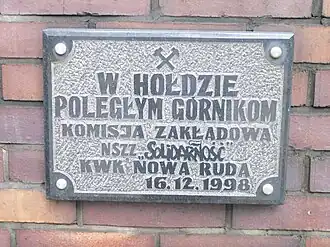 W HOŁDZIE
POLEGŁYM GÓRNIKOM
KOMISJA ZAKŁADOWA
NSZZ „SOLIDARNOŚĆ”
KWK NOWA RUDA
16.12.1998